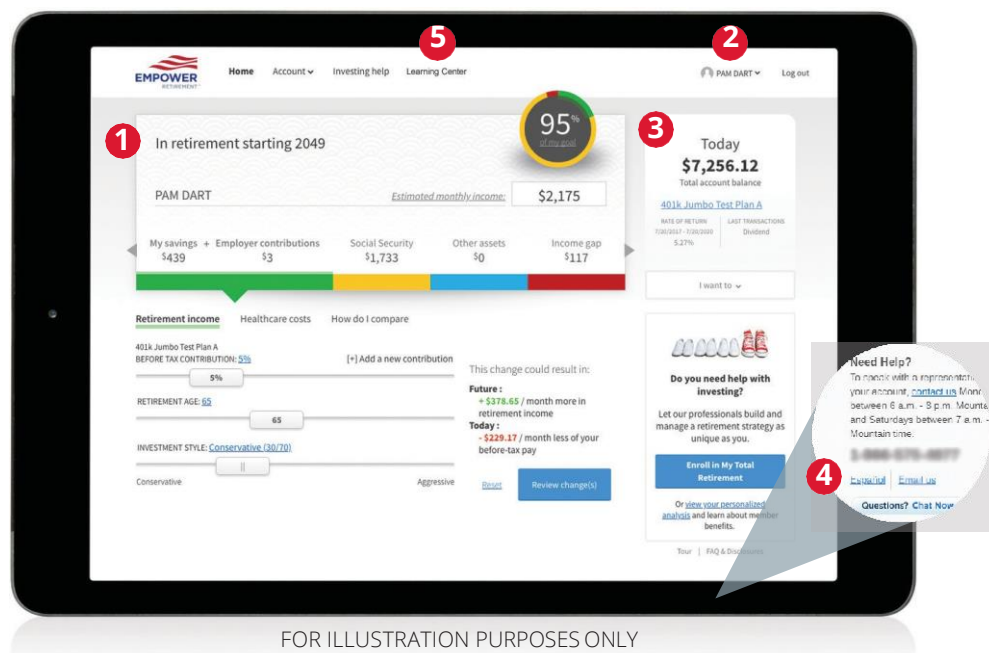 5
2
EMPOWER
RETIREMENT
Home Account Investing help Learning Center PAM DART Log out
1
In retirement starting 2049
95%
of my goal
PAM DART Estimated monthly income: $2,175
My savings + Employer contributions Social Security Other assets Income gap
$439 $3 $1,733 $0 $117
3
Today
$7,256.12
Total account balance
401k Jumbo Test Plan A
RATE OF RETURN LAST TRANSACTIONS
7/20/2017 - 7/20/2020 Dividend
5.27%
I want to
Retirement income Healthcare costs How do I compare
401k Jumbo Test Plan A
BEFORE TAX CONTRIBUTION: 5% [+] Add a new contribution
5%
RETIREMENT AGE: 65
65
INVESTMENT STYLE: Conservative (30/70)
Conservative Aggressive
This change could result in:
Future :
+ $378.65 / month more in
retirement income
Today :
- $229.17 / month less of your
before-tax pay
Reset Review change(s)
Do you need help with
investing?
Let our professionals build and
manage a retirement strategy as
unique as you.
Enroll in My Total
Retirement
Or view your personalized
analysis and learn about member
benefits.
Tour | FAQ & Disclosures
Need Help?
To speak with a
your account, contact us
between 6 a.m. - 8 p.m.
and Saturdays between 7 a.m. -
Mountain time.
4
Español Email us
Questions? Chat Now
FOR ILLUSTRATION PURPOSES ONLY